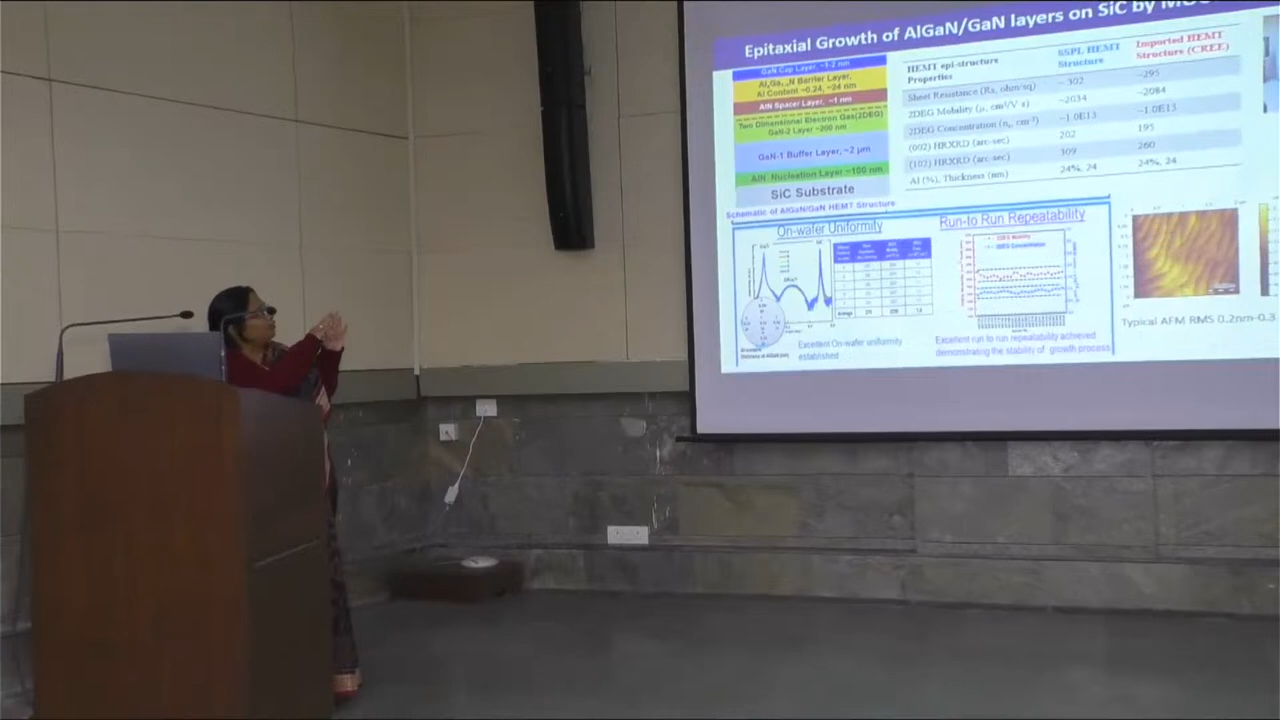 Epitaxial Growth of AlGaN/GaN layers on SiC by
GaN Cap Layer, ~1-2 nm
Barrier Layer,
Al Content ~0.24, ~24 nm
AlN Spacer Layer, ~1 nm
Two Dimensional Electron Gas(2DEG)
GaN-2 Layer ~200 nm
GaN-1 Buffer Layer, ~2 μm
AlN Nucleation Layer ~100 nm
SiC Substrate
Schematic of AlGaN/GaN HEMT Structure
HEMT epi-structure Properties
SSPL HEMT Structure
Imported HEMT Structure (CREE)
Sheet Resistance (Rs, ohm/sq) ~ 302 ~295
2DEG Mobility (μ, cm²/V s) ~2034 ~2084
2DEG Concentration (nₛ, cm⁻²) ~1.0E13 ~1.0E13
(002) HRXRD (arc-sec) 202 195
(102) HRXRD (arc-sec) 309 260
Al (%), Thickness (nm) 24%, 24 24%, 24
On-wafer Uniformity
Excellent On-wafer uniformity
established
Run-to Run Repeatability
2DEG Mobility
2DEG Concentration
Excellent run to run repeatability achieved
demonstrating the stability of growth process
Typical AFM RMS 0.2nm-0.3